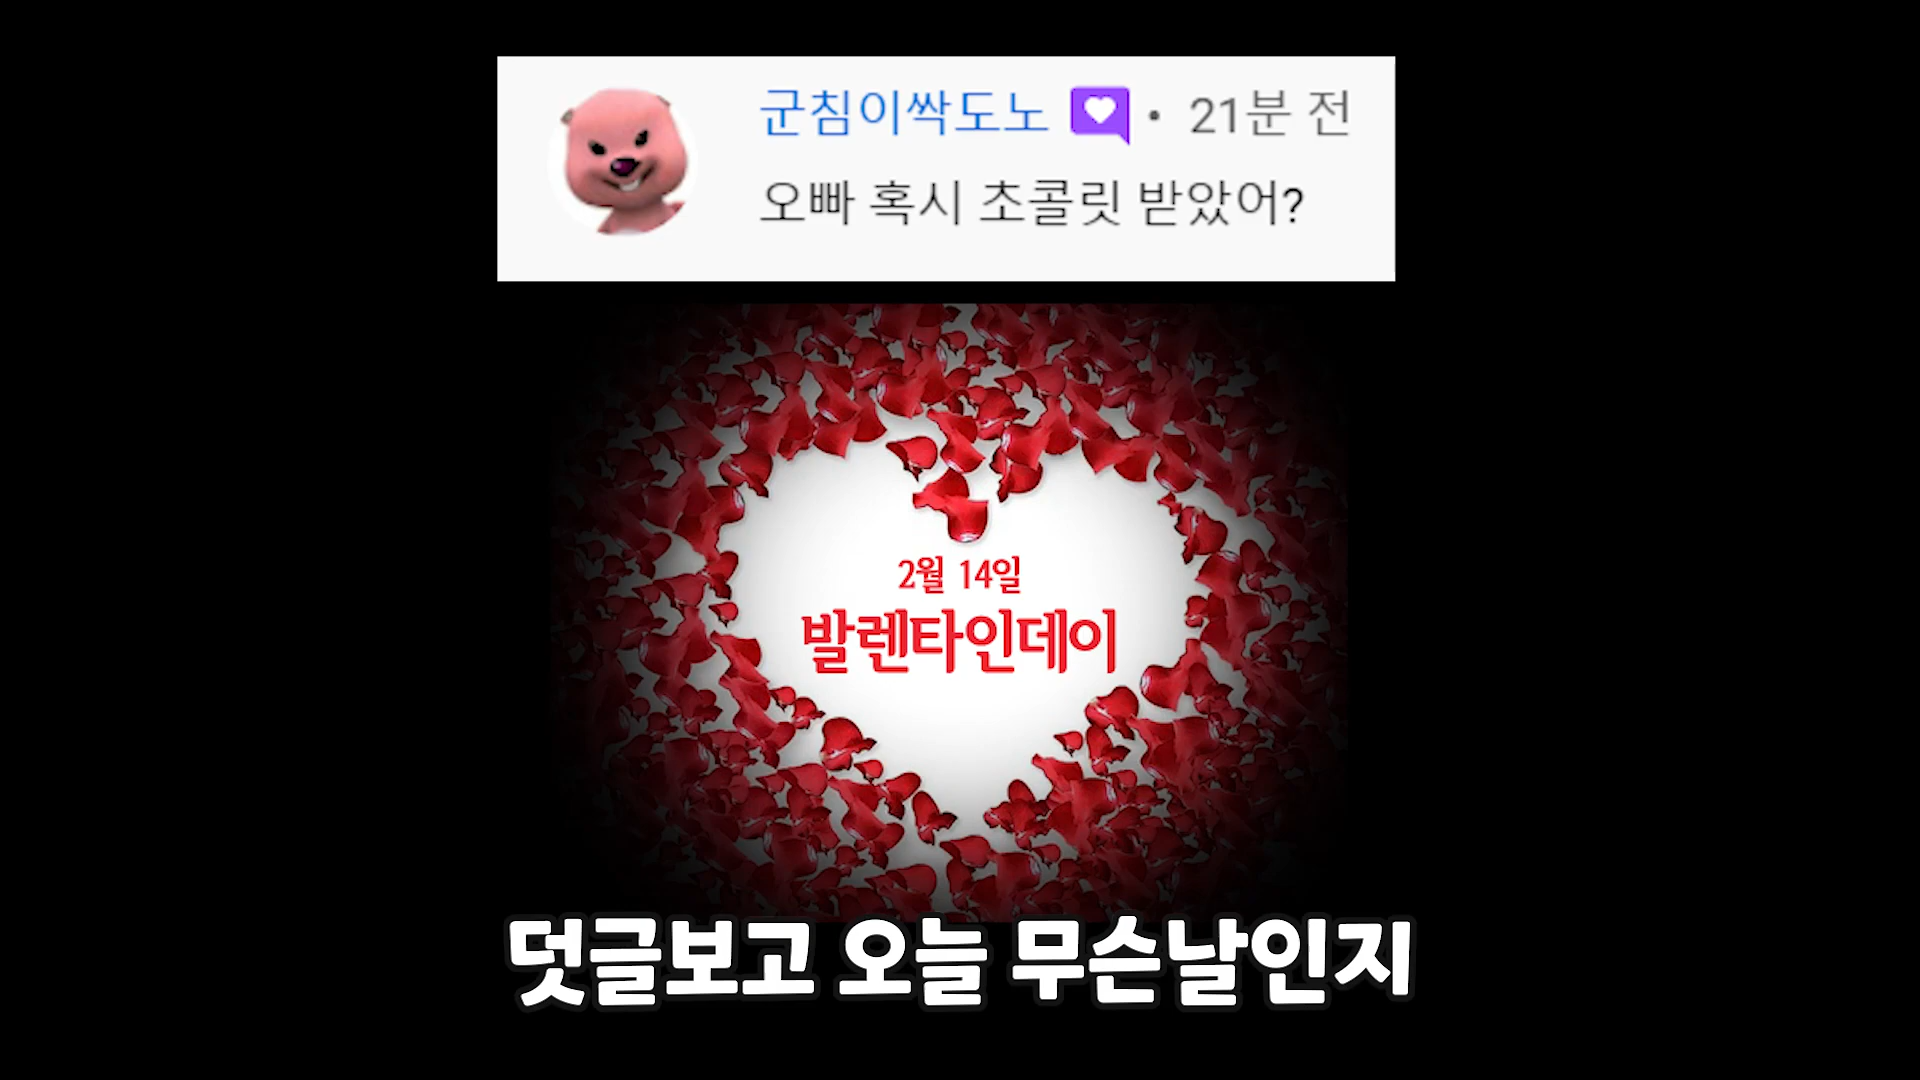 군침이싹도노 • 21분 전
오빠 혹시 초콜릿 받았어?
2월 14일
발렌타인데이
덧글보고 오늘 무슨날인지